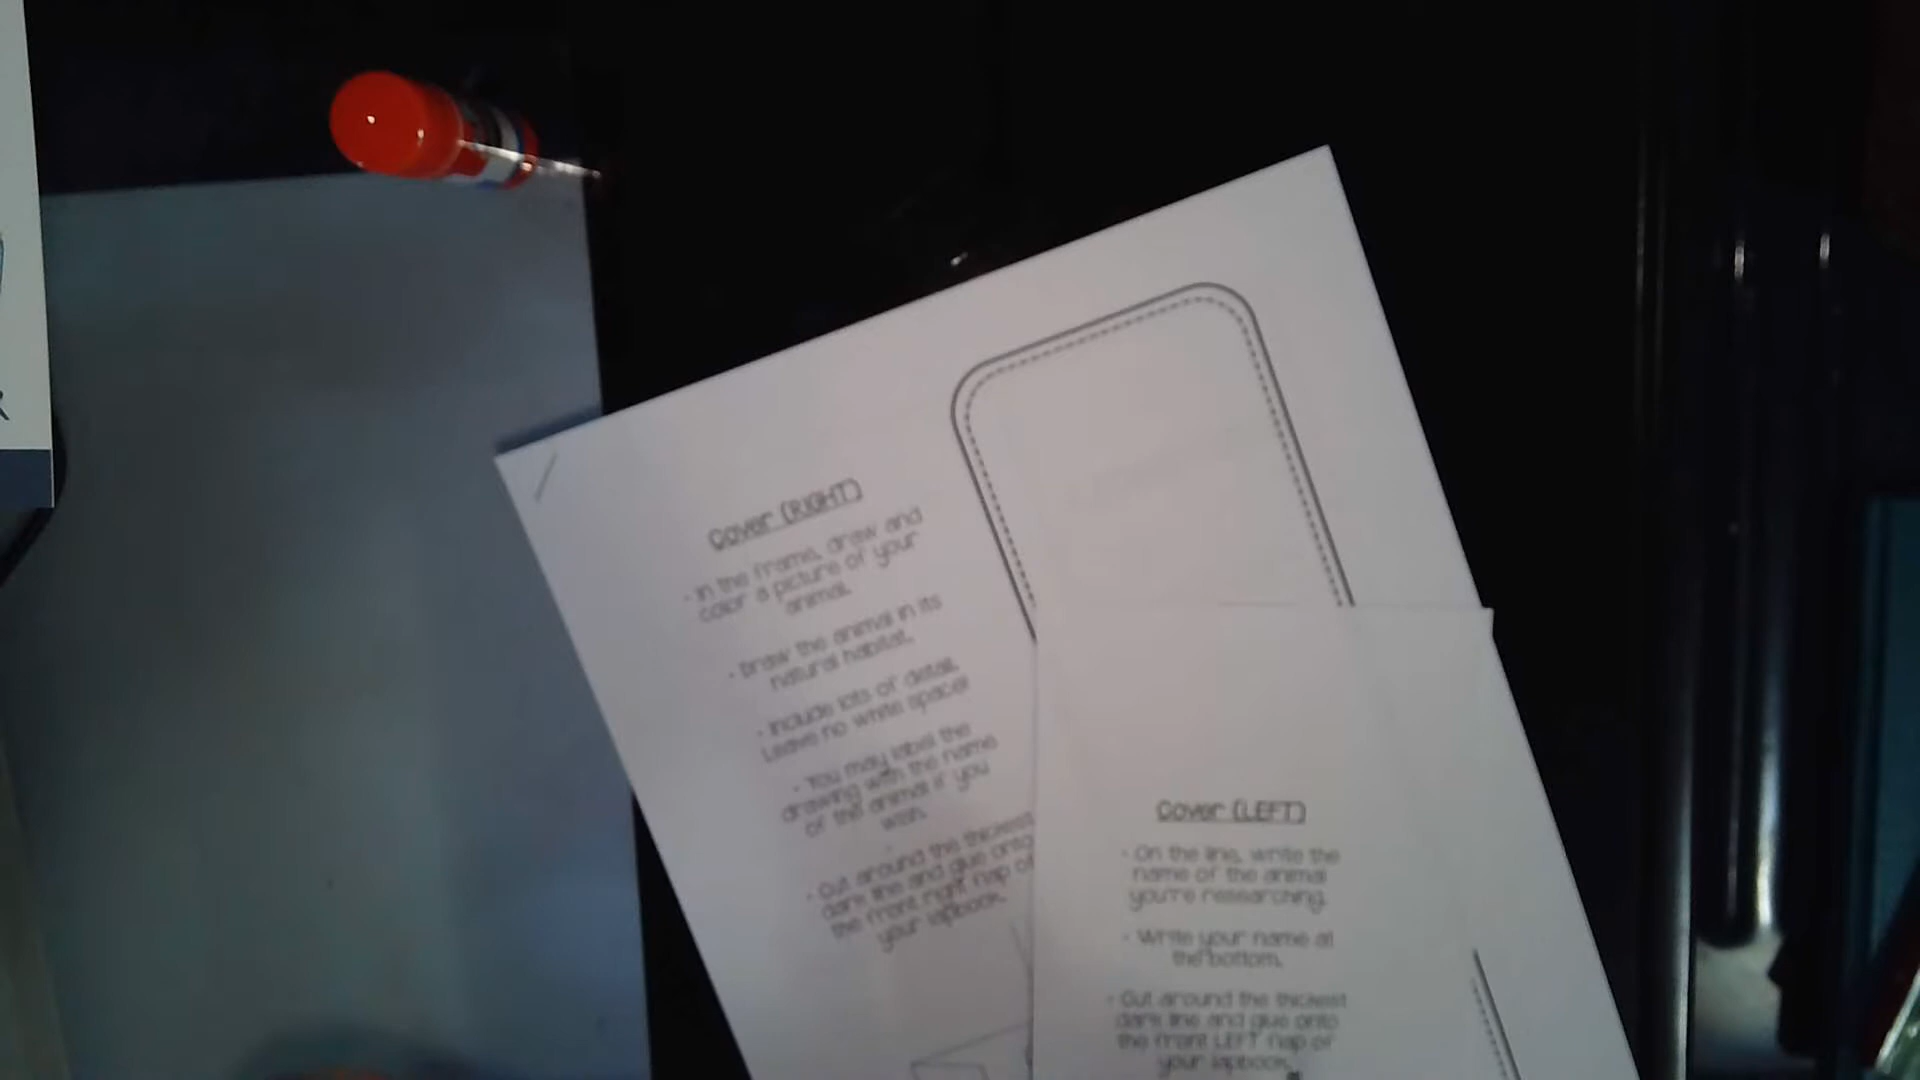 Cover (RIGHT)
- In the frame, draw and
color a picture of your
animal.
- Draw the animal in its
natural habitat.
- Include lots of detail.
Leave no white space!
- You may label the
drawing with the name
of the animal if you
wish.
- Cut around the thickest
dark line and glue onto
the front right flap of
your lapbook.
Cover (LEFT)
- On the line, write the
name of the animal
you're researching.
- Write your name at
the bottom.
- Cut around the thickest
dark line and glue onto
the front LEFT flap of
your lapbook.